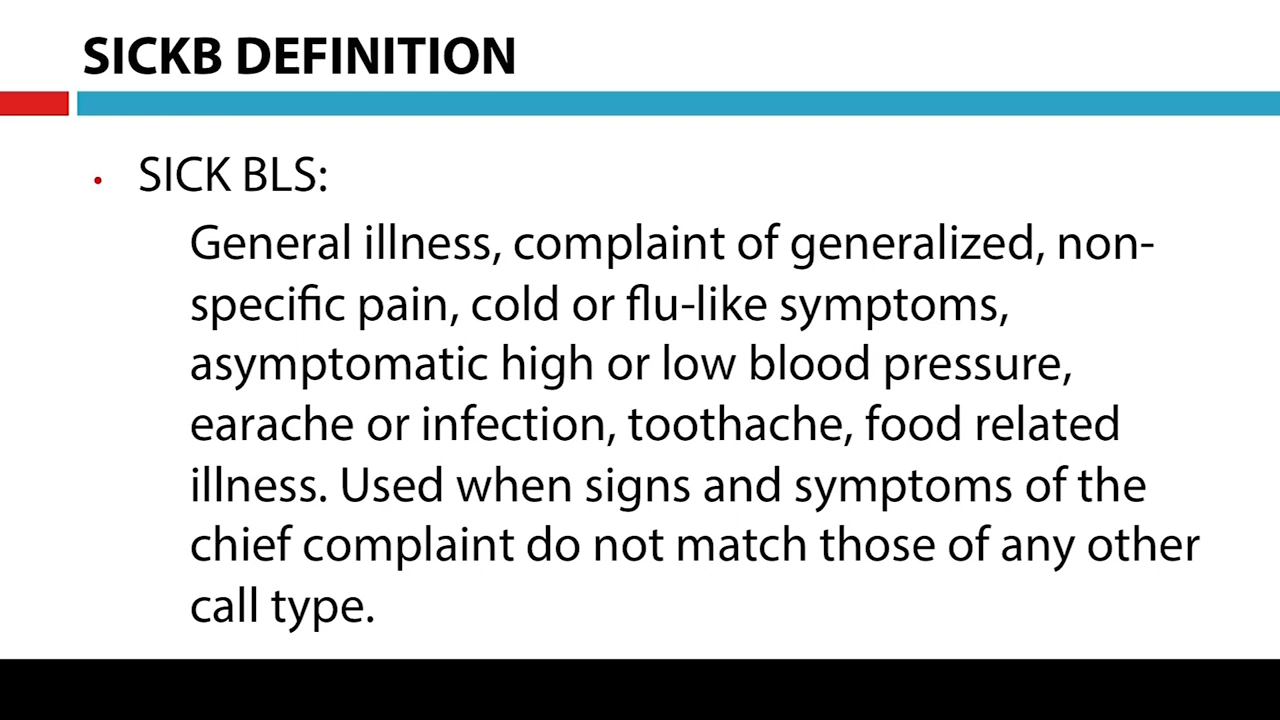 SICKB DEFINITION
• SICK BLS:
General illness, complaint of generalized, non-
specific pain, cold or flu-like symptoms,
asymptomatic high or low blood pressure,
earache or infection, toothache, food related
illness. Used when signs and symptoms of the
chief complaint do not match those of any other
call type.